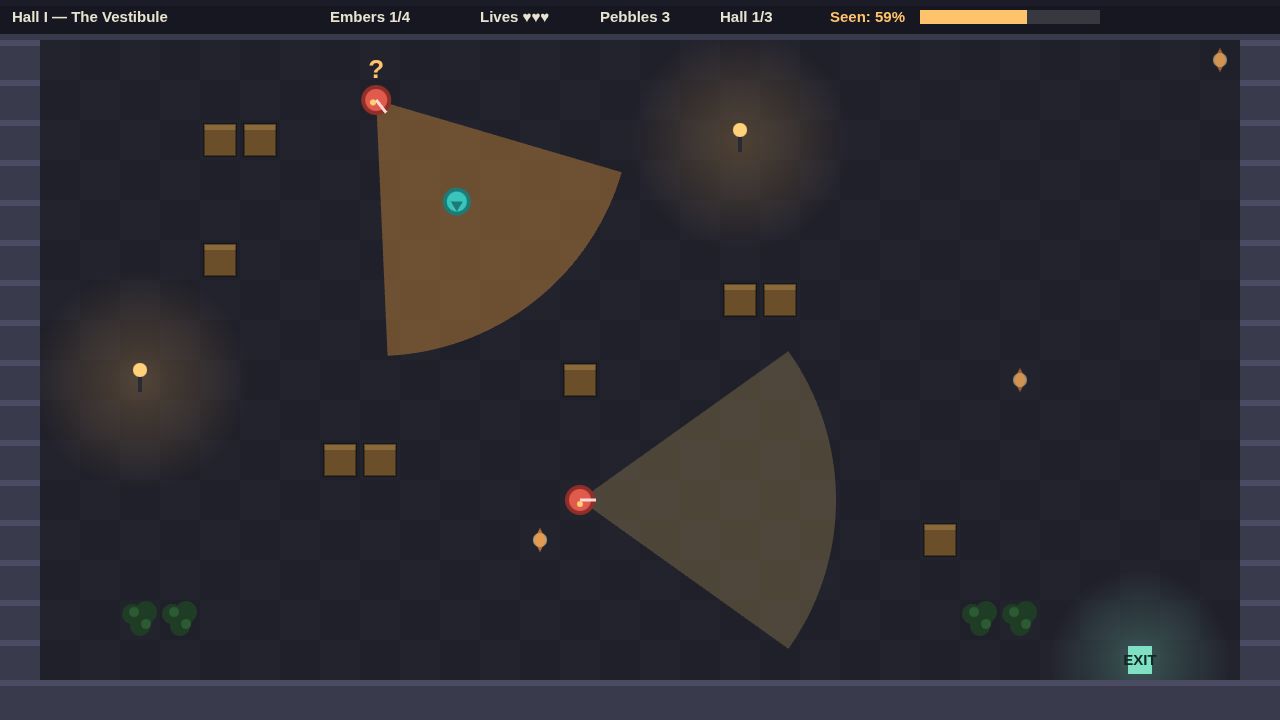 Hall I — The Vestibule Embers 1/4 Lives ♥♥♥ Pebbles 3 Hall 1/3 Seen: 59%
?
EXIT